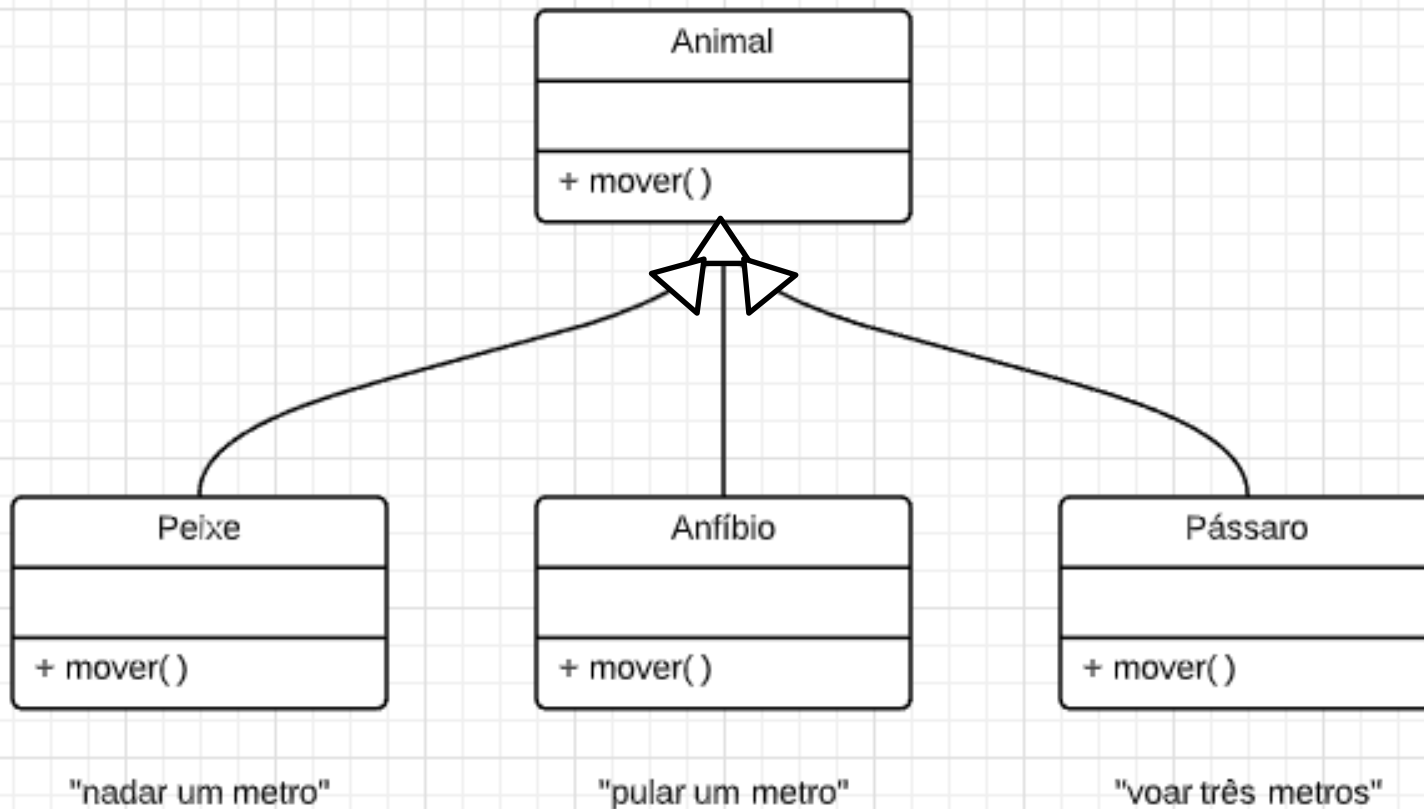 Animal
+ mover()
Peixe
+ mover()
Anfíbio
+ mover()
Pássaro
+ mover()
"nadar um metro"
"pular um metro"
"voar três metros"